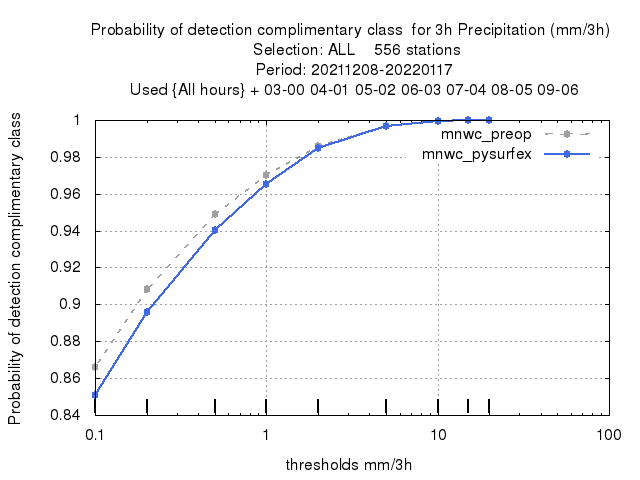 Probability of detection complimentary class  for 3h Precipitation (mm/3h)
Selection: ALL    556 stations
Period: 20211208-20220117
Used {All hours} + 03-00 04-01  05-02 06-03 07-04 08-05 09-06
Probability of detection complimentary class
1
0.98
0.96
0.94
0.92
0.9
0.88
0.86
0.84
mnwc_preop
mnwc_pysurfex
0.1
1
10
100
thresholds mm/3h